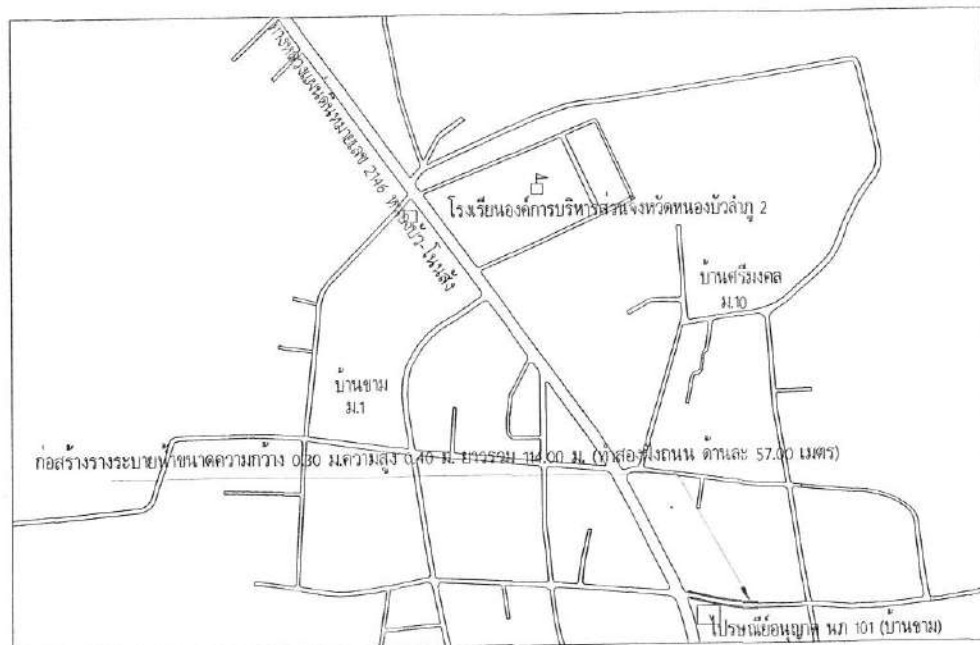 ทางหลวงแผ่นดินหมายเลข 2146 หนองบัว-โนนสัง
โรงเรียนองค์การบริหารส่วนจังหวัดหนองบัวลำภู 2
บ้านศรีมงคล
ม.10
บ้านขาม
ม.1
ก่อสร้างรางระบายน้ำขนาดความกว้าง 0.30 ม.ความสูง 0.40 ม. ยาวรวม 114.00 ม. (ทำสองฝั่งถนน ด้านละ 57.00 เมตร)
ไปรษณีย์อนุญาต นภ 101 (บ้านขาม)